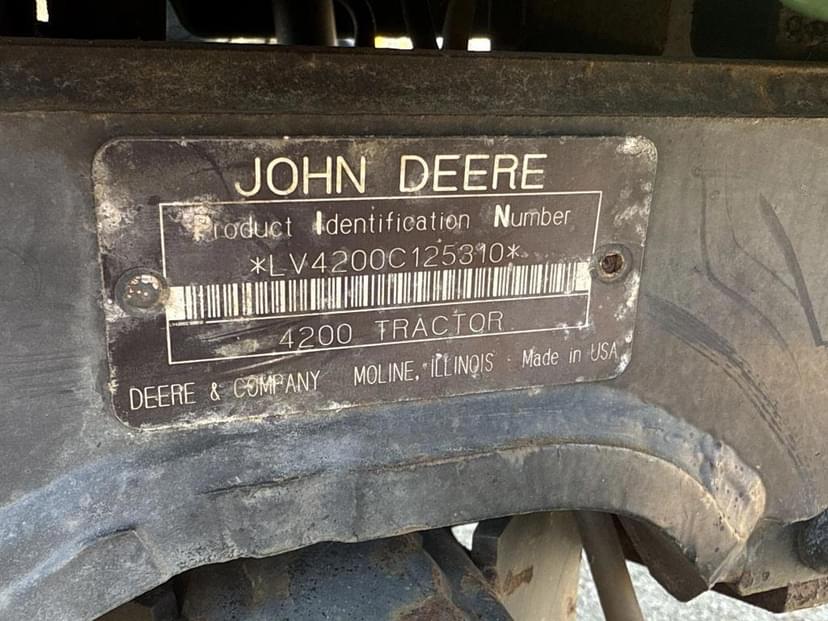 JOHN DEERE
Product Identification Number
*LV4200C125310*
4200 TRACTOR
DEERE & COMPANY MOLINE, ILLINOIS Made in USA